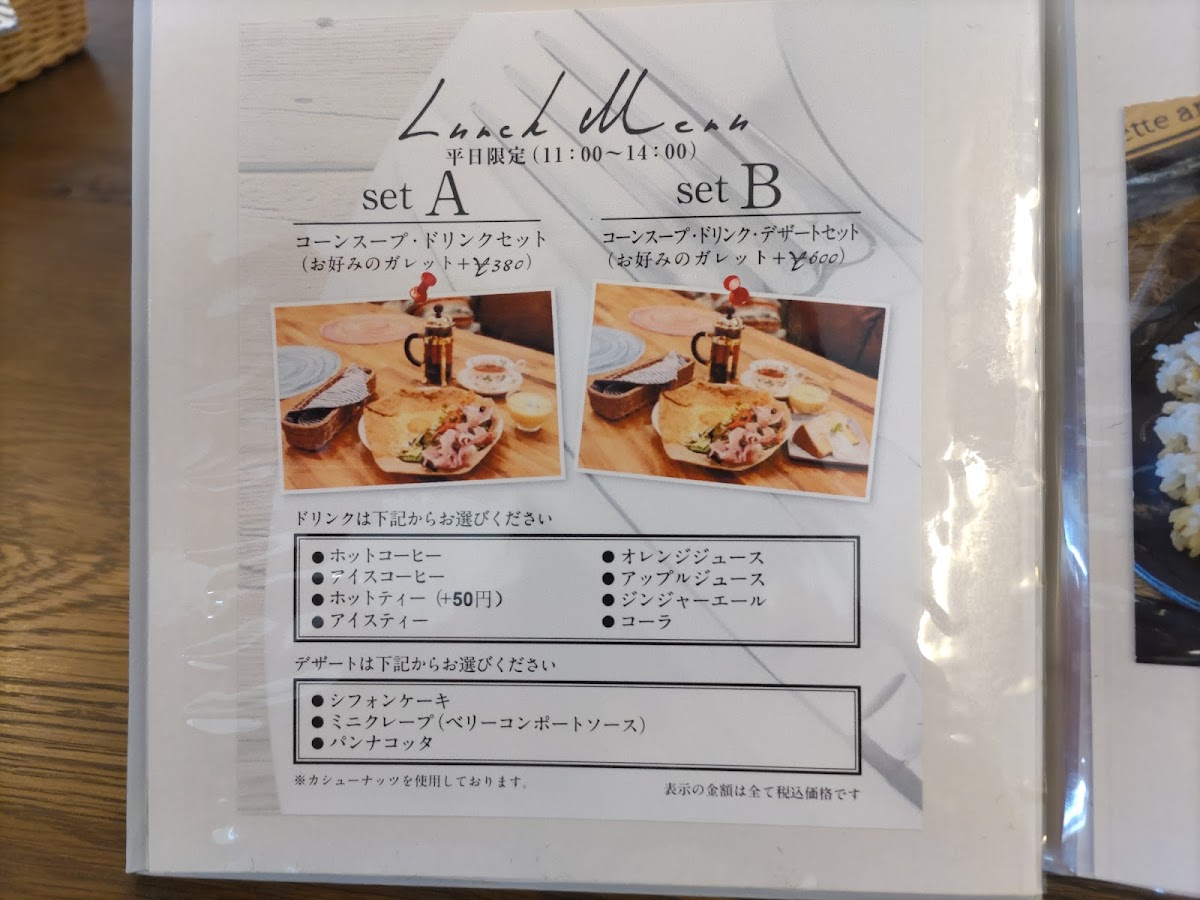 Lunch Menu
平日限定(11:00～14:00)
set A
コーンスープ・ドリンクセット
(お好みのガレット+¥380)
set B
コーンスープ・ドリンク・デザートセット
(お好みのガレット+¥600)
ドリンクは下記からお選びください
●ホットコーヒー
●アイスコーヒー
●ホットティー (+50円)
●アイスティー
●オレンジジュース
●アップルジュース
●ジンジャーエール
●コーラ
デザートは下記からお選びください
●シフォンケーキ
●ミニクレープ(ベリーコンポートソース)
●パンナコッタ
※カシューナッツを使用しております。
表示の金額は全て税込価格です